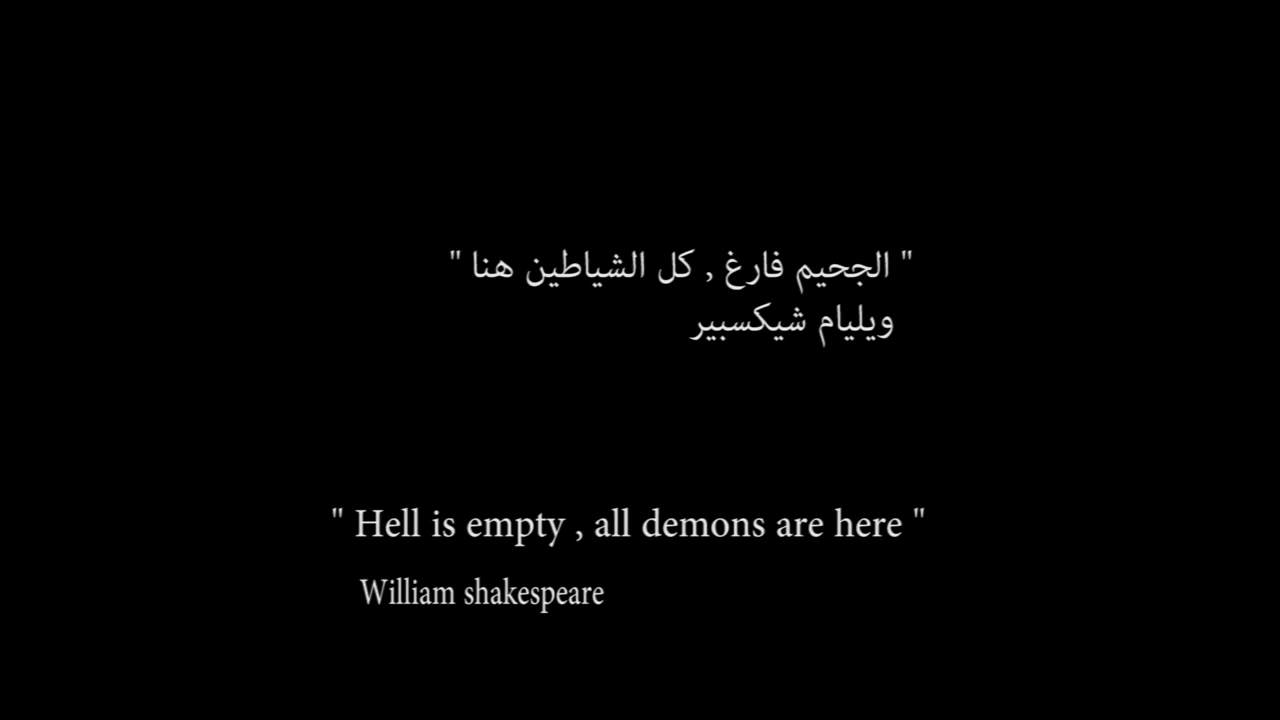 " الجحيم فارغ , كل الشياطين هنا "
ويليام شيكسبير
" Hell is empty , all demons are here "
William shakespeare